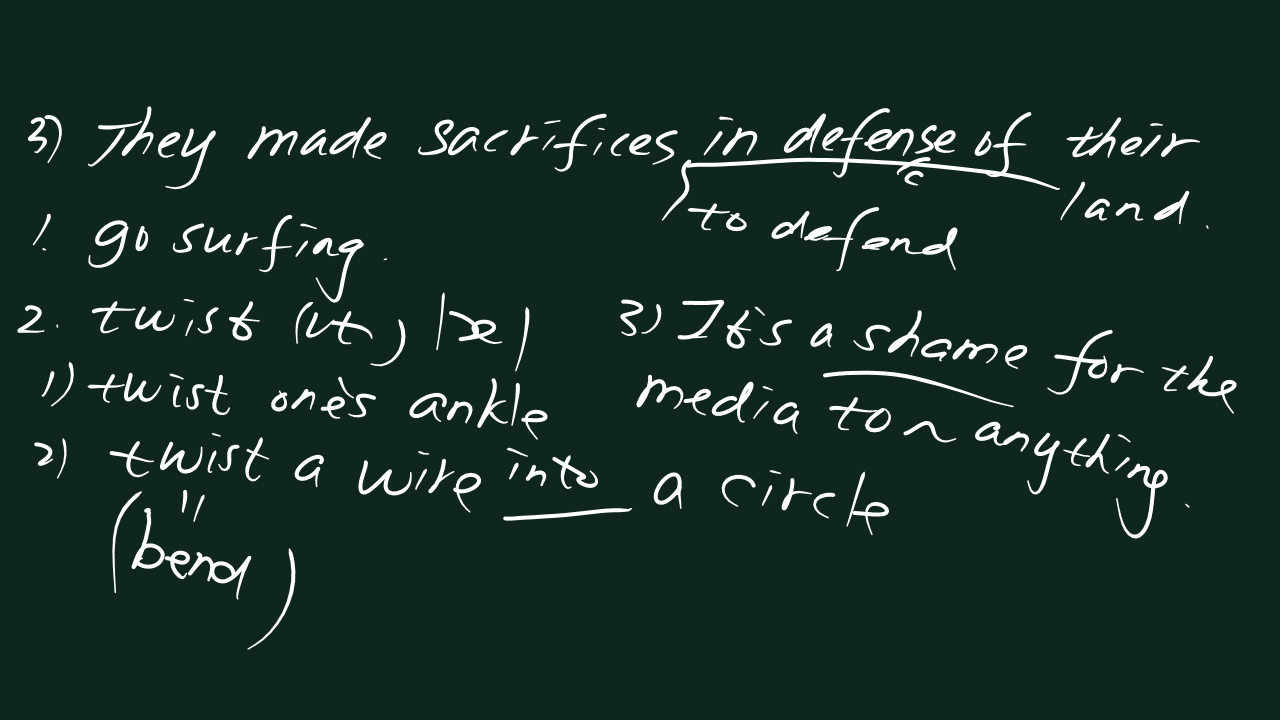 3) They made sacrifices in defense of their
c
land.
to defend
1. go surfing.
2. twist (vt)
1) twist one's ankle
2) twist a wire into a circle
"
(bend)
3) It's a shame for the
media to ~ anything.